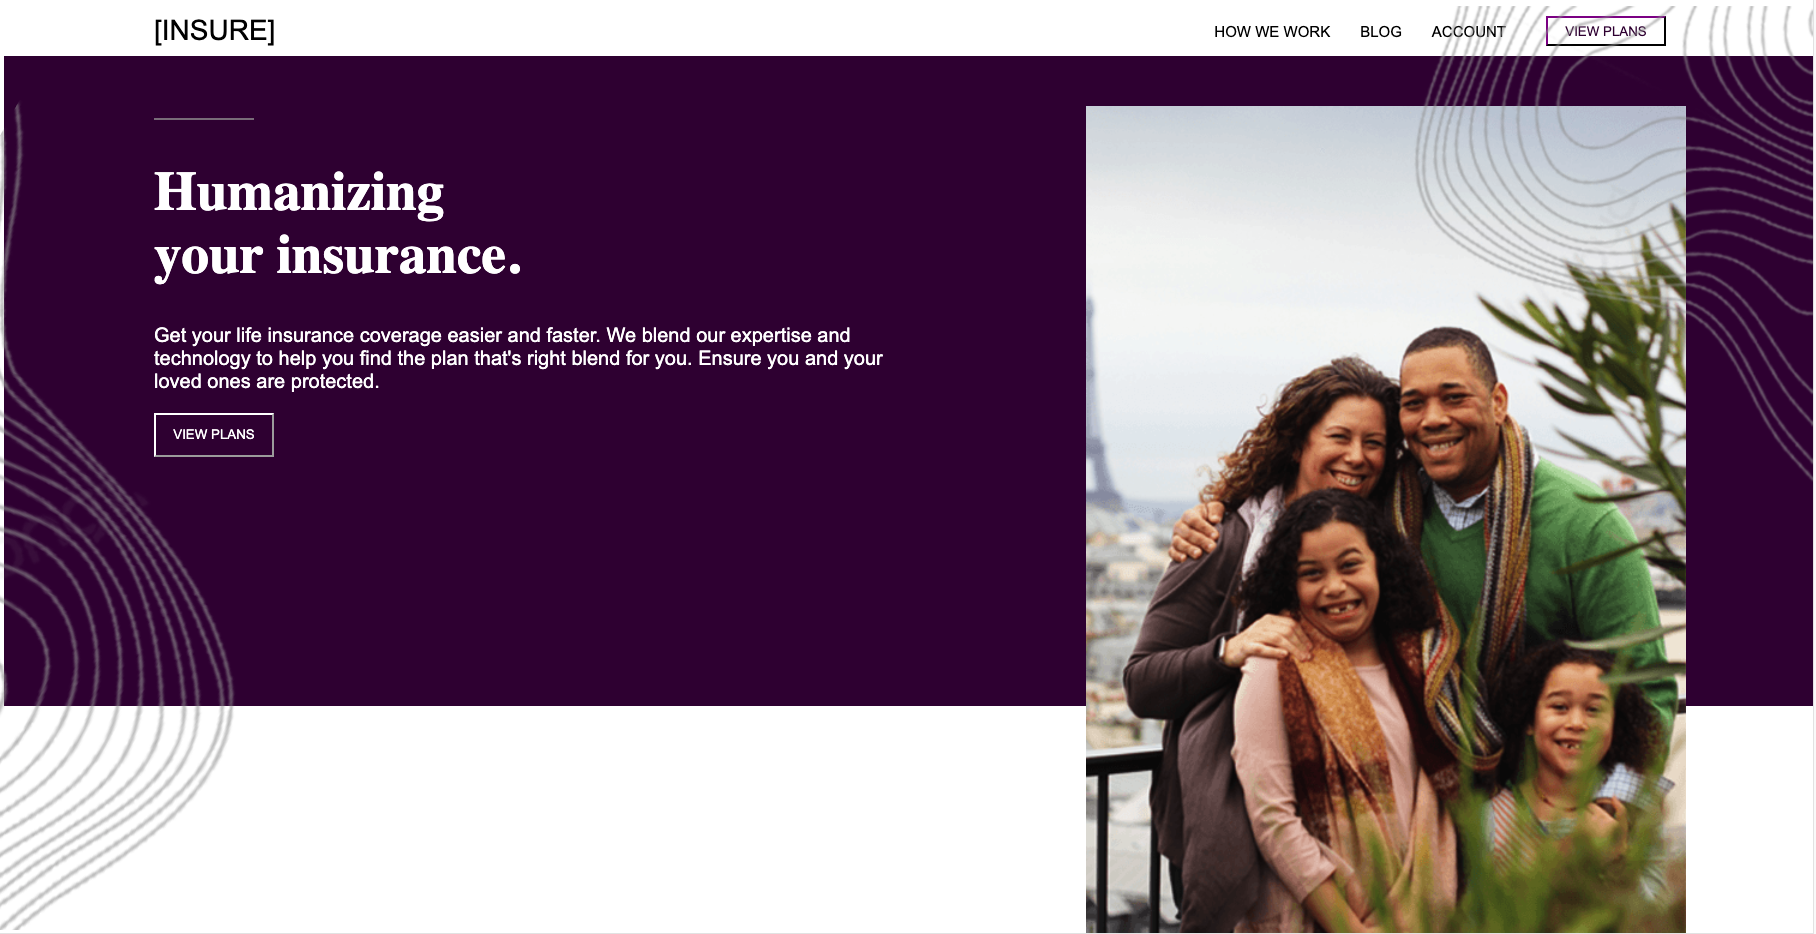 [INSURE]
HOW WE WORK
BLOG
ACCOUNT
VIEW PLANS
Humanizing
your insurance.
Get your life insurance coverage easier and faster. We blend our expertise and
technology to help you find the plan that's right blend for you. Ensure you and your
loved ones are protected.
VIEW PLANS